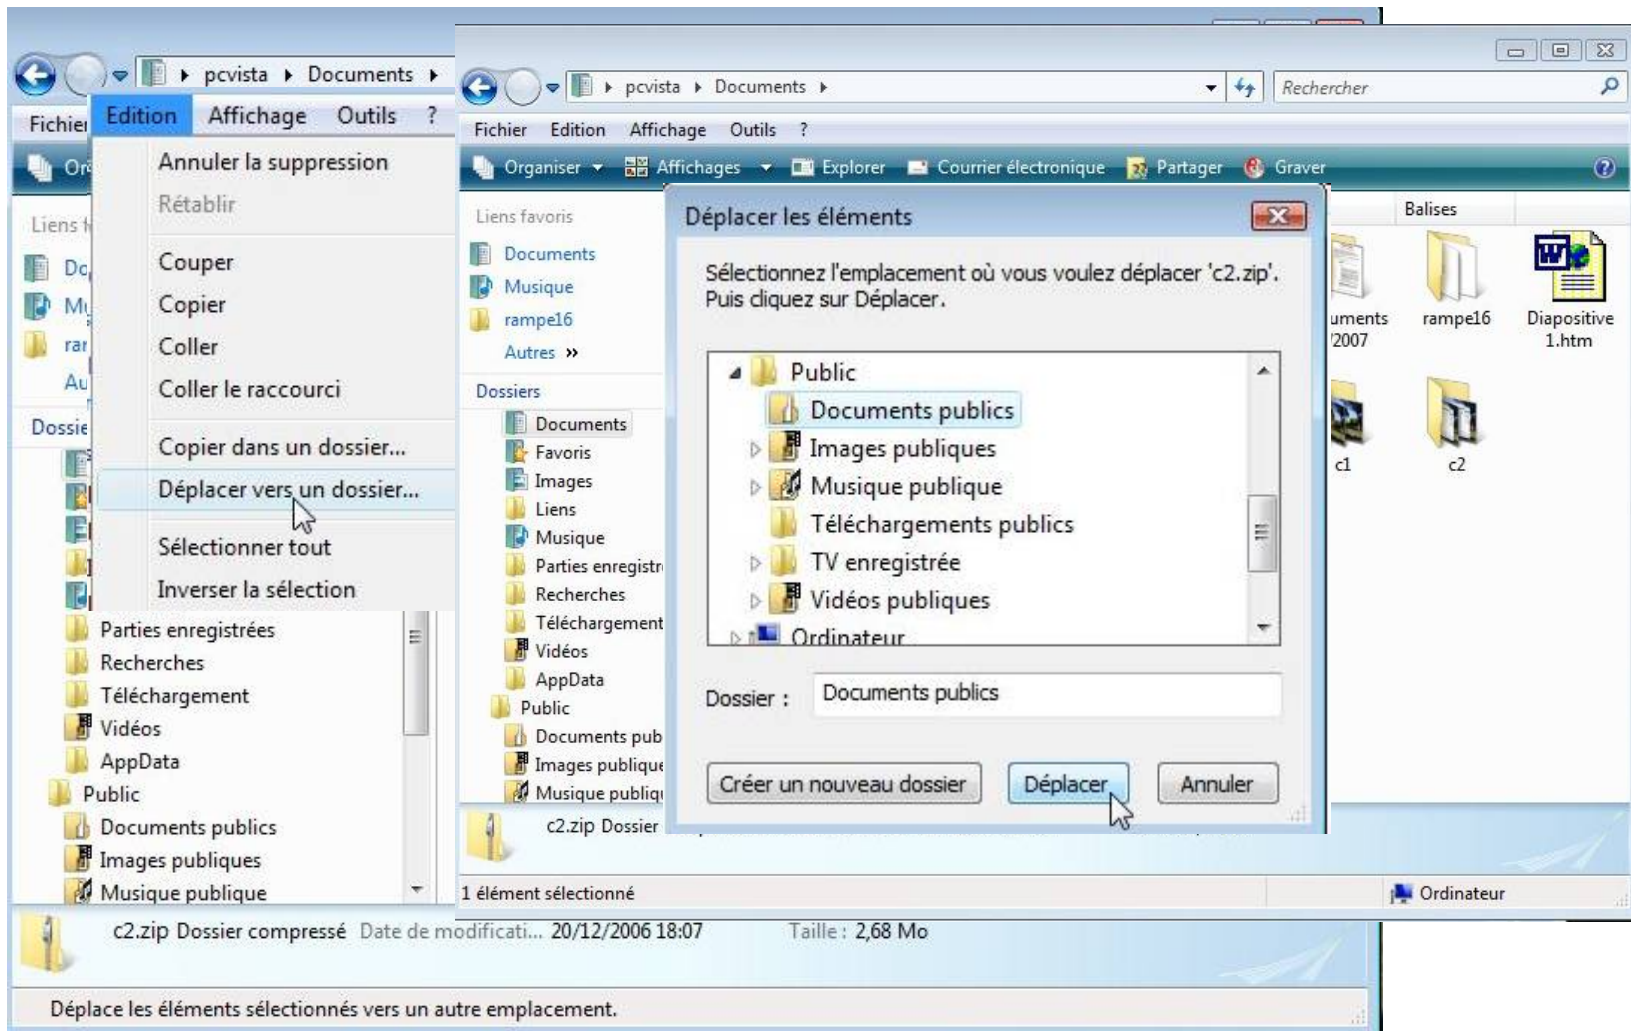 pcvista Documents
Edition Affichage Outils ?
Annuler la suppression
Rétablir
Couper
Copier
Coller
Coller le raccourci
Copier dans un dossier...
Déplacer vers un dossier...
Sélectionner tout
Inverser la sélection
Parties enregistrées
Recherches
Téléchargement
Vidéos
AppData
Public
Documents publics
Images publiques
Musique publique
c2.zip Dossier compressé Date de modificati... 20/12/2006 18:07 Taille : 2,68 Mo
Déplace les éléments sélectionnés vers un autre emplacement.
pcvista Documents
Rechercher
Fichier Edition Affichage Outils ?
Organiser Affichages Explorer Courrier électronique Partager Graver
Liens favoris
Documents
Musique
rampe16
Autres »
Dossiers
Documents
Favoris
Images
Liens
Musique
Parties enregistr
Recherches
Téléchargement
Vidéos
AppData
Public
Documents pub
Images publique
Musique publiqu
Déplacer les éléments
Sélectionnez l'emplacement où vous voulez déplacer 'c2.zip'.
Puis cliquez sur Déplacer.
Public
Documents publics
Images publiques
Musique publique
Téléchargements publics
TV enregistrée
Vidéos publiques
Ordinateur
Dossier : Documents publics
Créer un nouveau dossier Déplacer Annuler
Balises
uments
/2007
rampe16
Diapositive
1.htm
c1
c2
c2.zip Dossier
1 élément sélectionné
Ordinateur